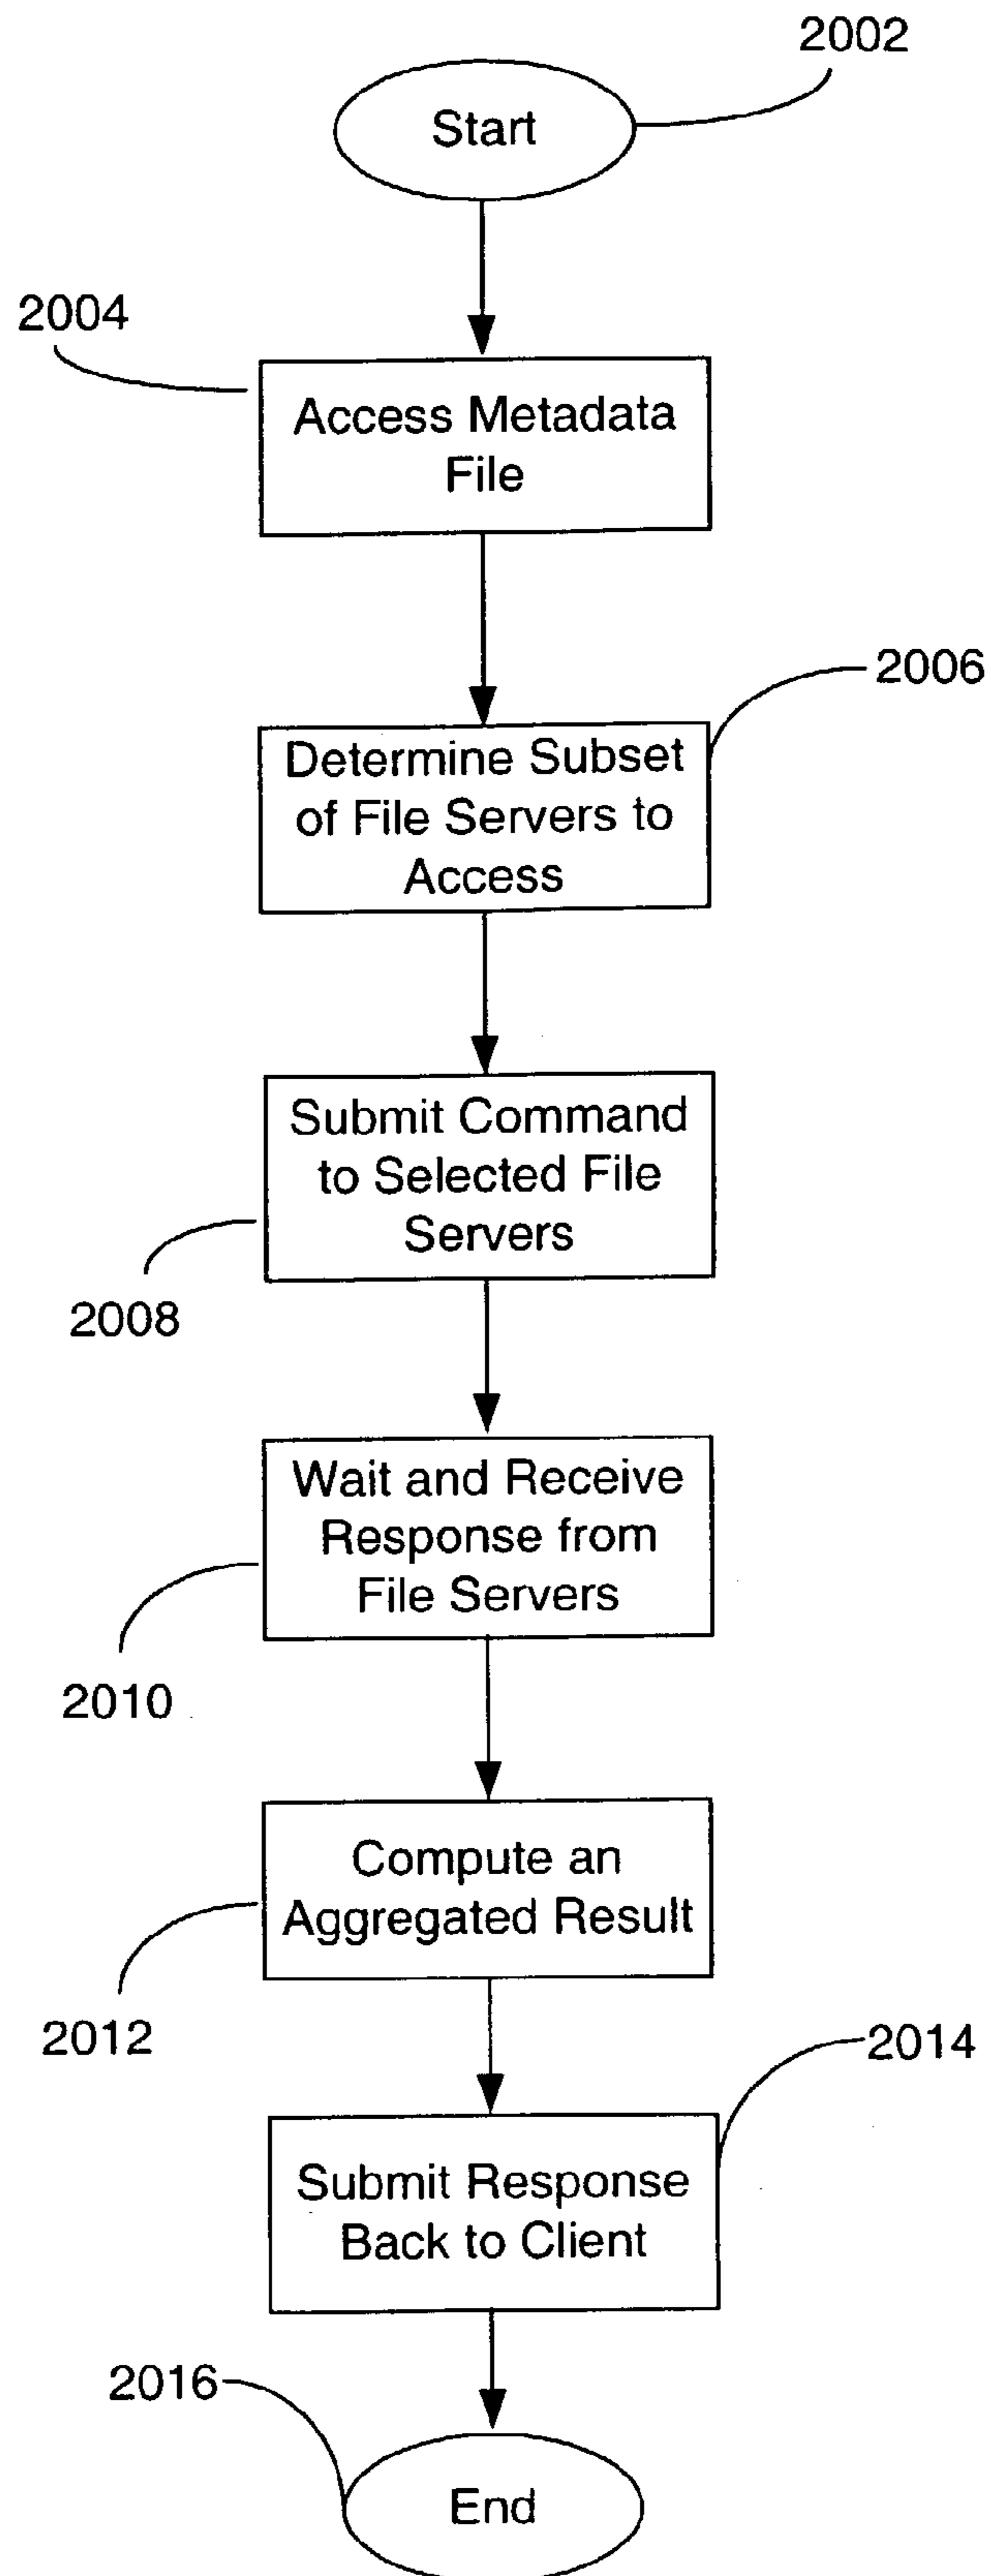 2002
Start
2004
Access Metadata
File
2006
Determine Subset
of File Servers to
Access
Submit Command
to Selected File
Servers
2008
Wait and Receive
Response from
File Servers
2010
Compute an
Aggregated Result
2012
2014
Submit Response
Back to Client
2016
End